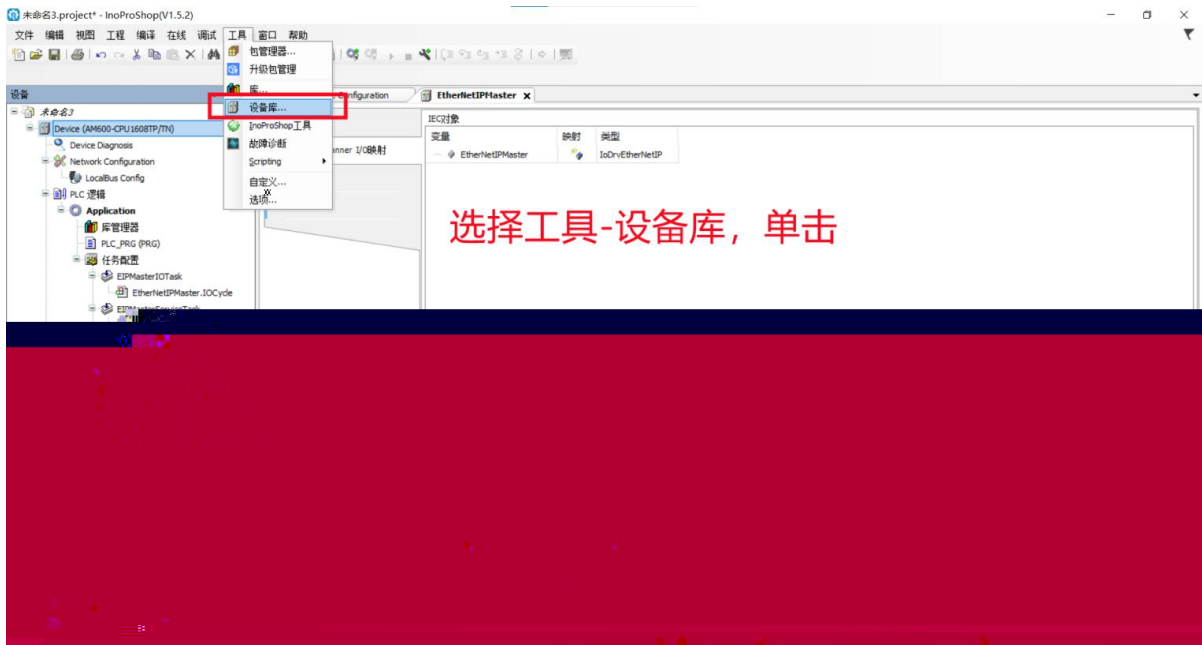 未命名3.project* - InoProShop(V1.5.2)
文件 编辑 视图 工程 编译 在线 调试 工具 窗口 帮助
包管理器...
升级包管理
库...
设备库...
InoProShop工具
故障诊断
Scripting
自定义...
选项...
设备
未命名3
Device (AM600-CPU1608TP/TN)
Device Diagnosis
Network Configuration
LocalBus Config
PLC 逻辑
Application
库管理器
PLC_PRG (PRG)
任务配置
EIPMasterIOTask
EtherNetIPMaster.IOCycle
EIPMasterServiceTask
Configuration
EtherNetIPMaster
I/O映射
IEC对象
变量 映射 类型
EtherNetIPMaster IoDrvEtherNetIP
选择工具-设备库，单击